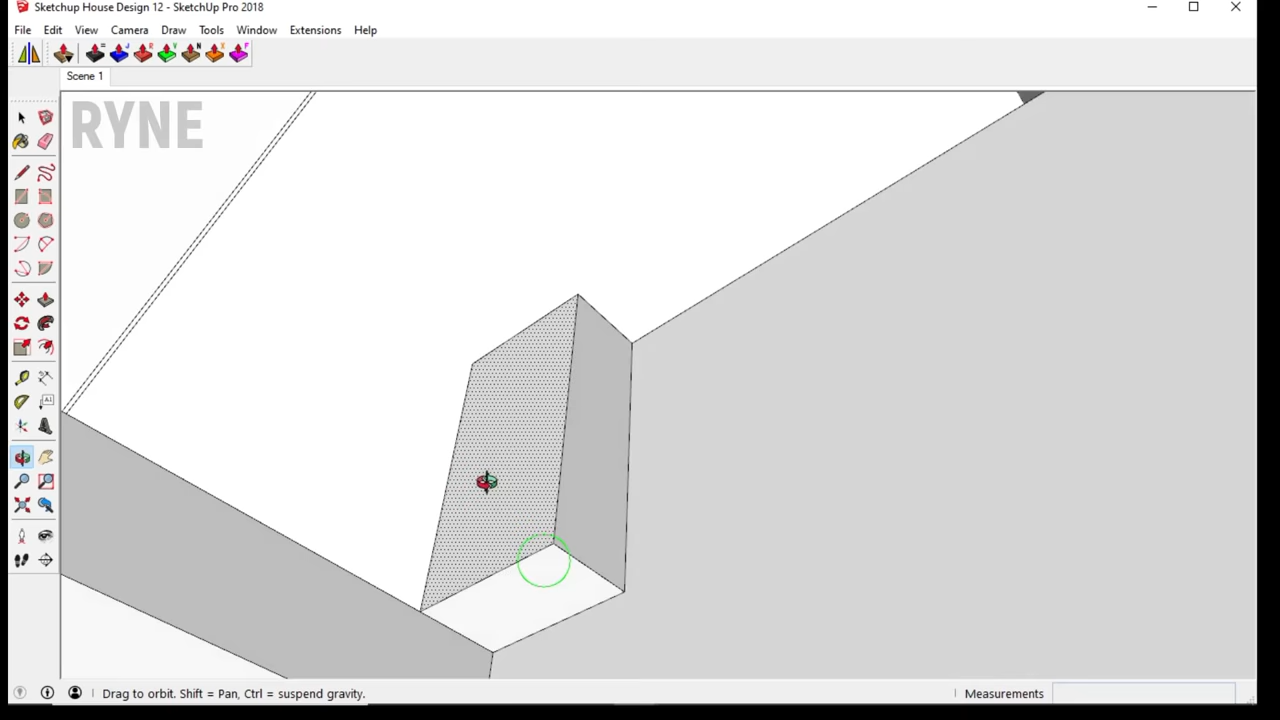 Sketchup House Design 12 - SketchUp Pro 2018
File Edit View Camera Draw Tools Window Extensions Help
= J R V N X F
Scene 1
RYNE
A1
Drag to orbit. Shift = Pan, Ctrl = suspend gravity.
Measurements